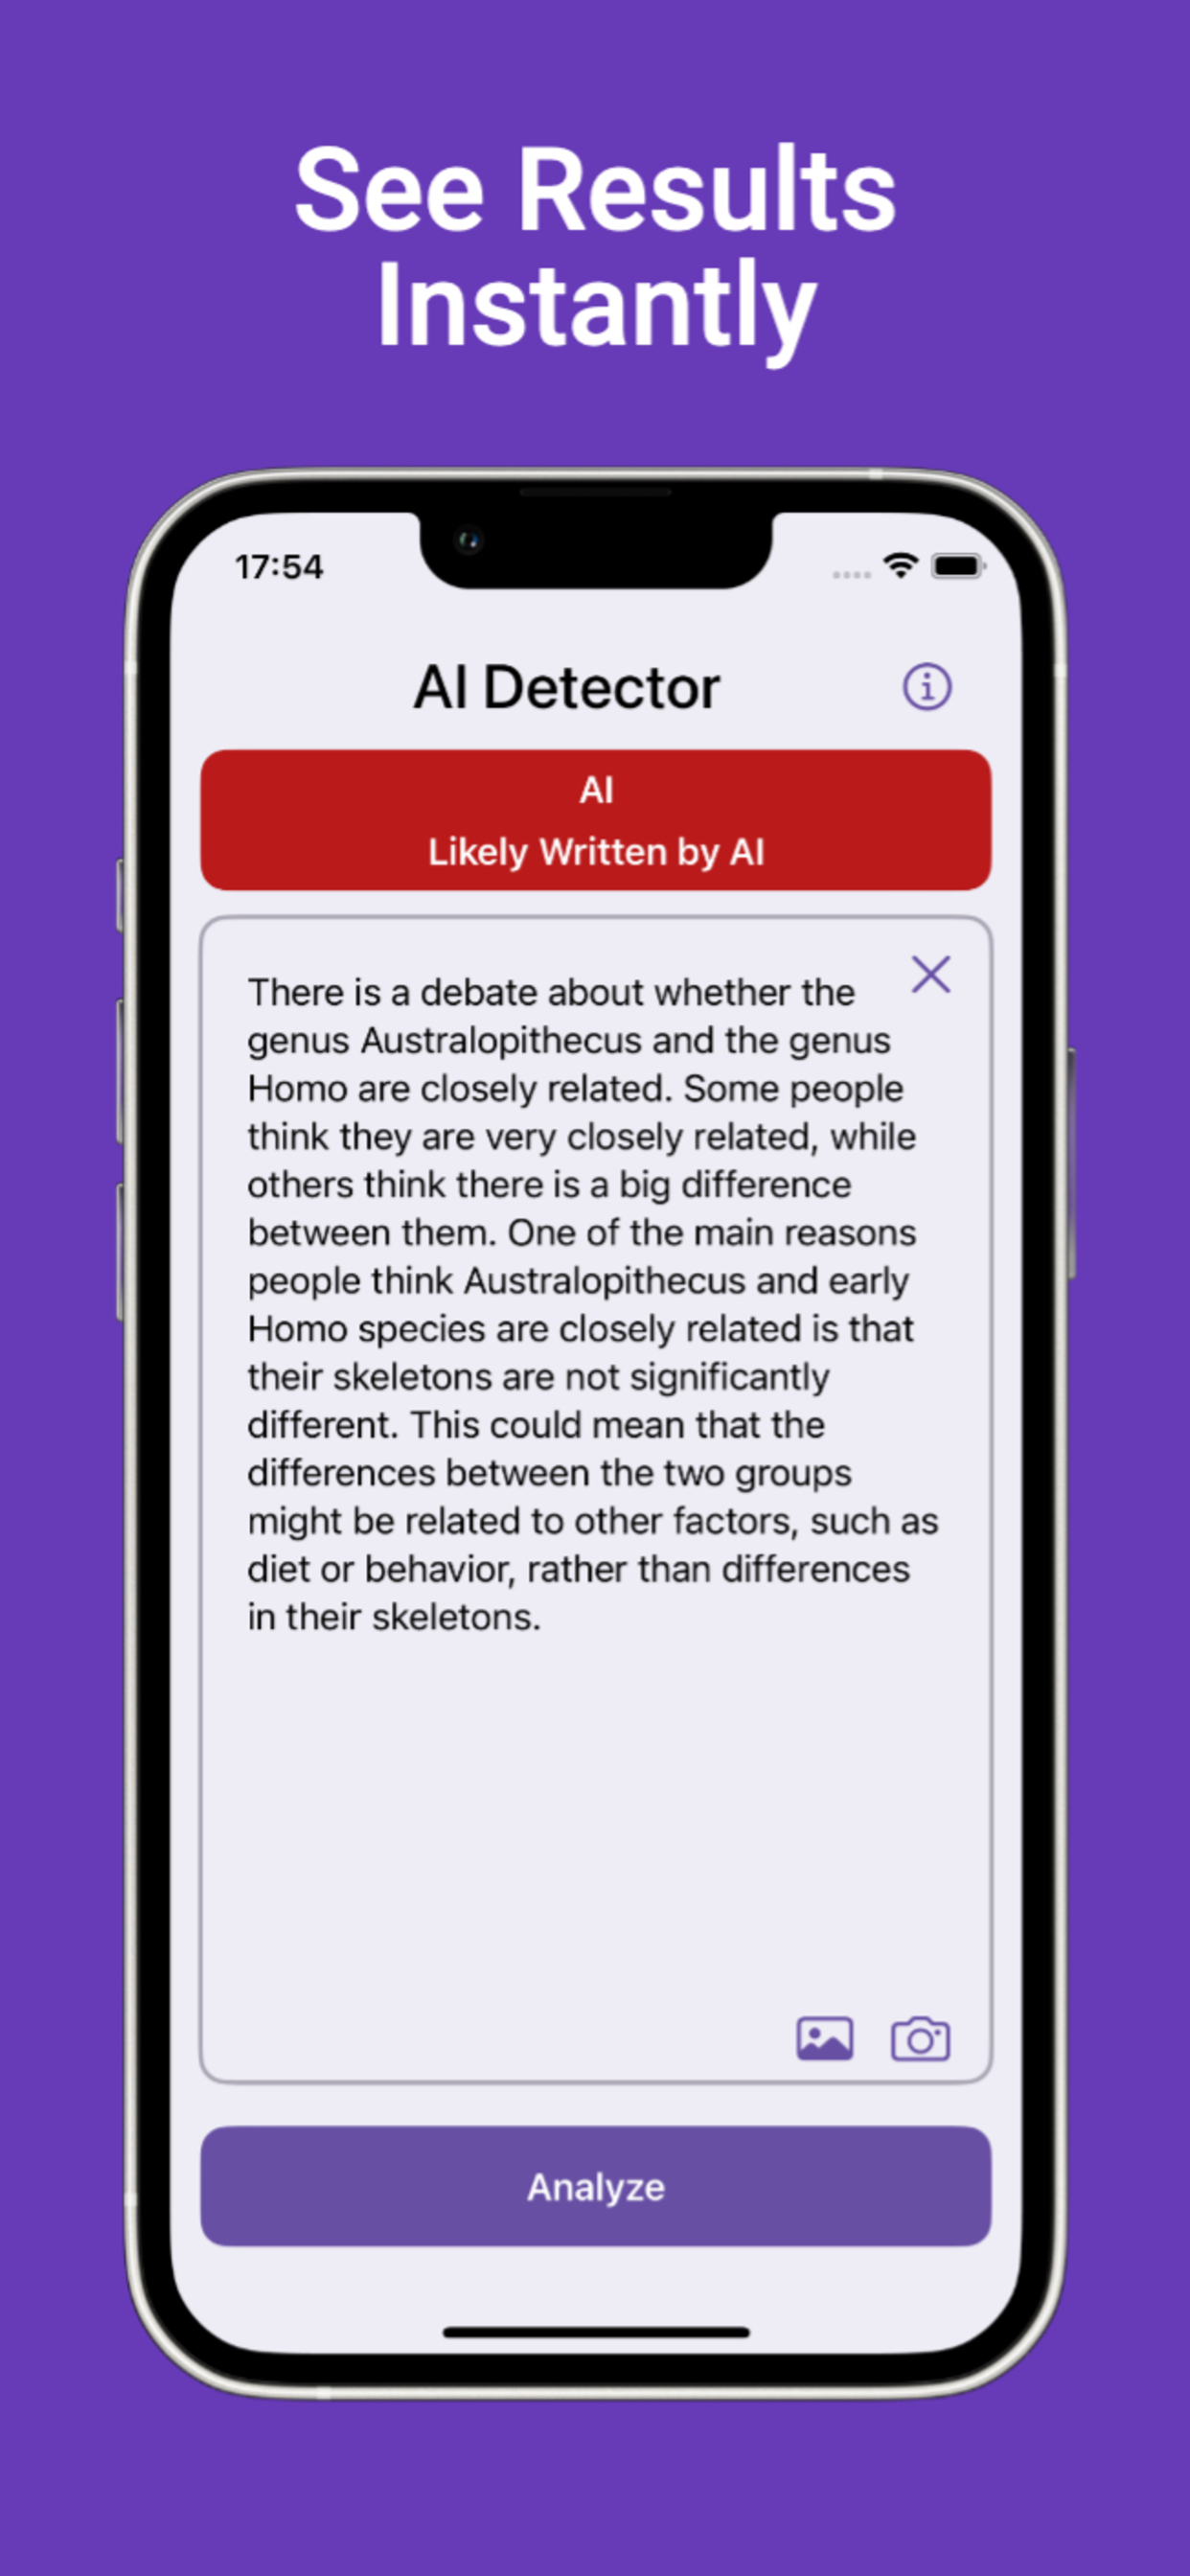 See Results
Instantly
17:54
AI Detector
AI
Likely Written by AI
There is a debate about whether the
genus Australopithecus and the genus
Homo are closely related. Some people
think they are very closely related, while
others think there is a big difference
between them. One of the main reasons
people think Australopithecus and early
Homo species are closely related is that
their skeletons are not significantly
different. This could mean that the
differences between the two groups
might be related to other factors, such as
diet or behavior, rather than differences
in their skeletons.
Analyze